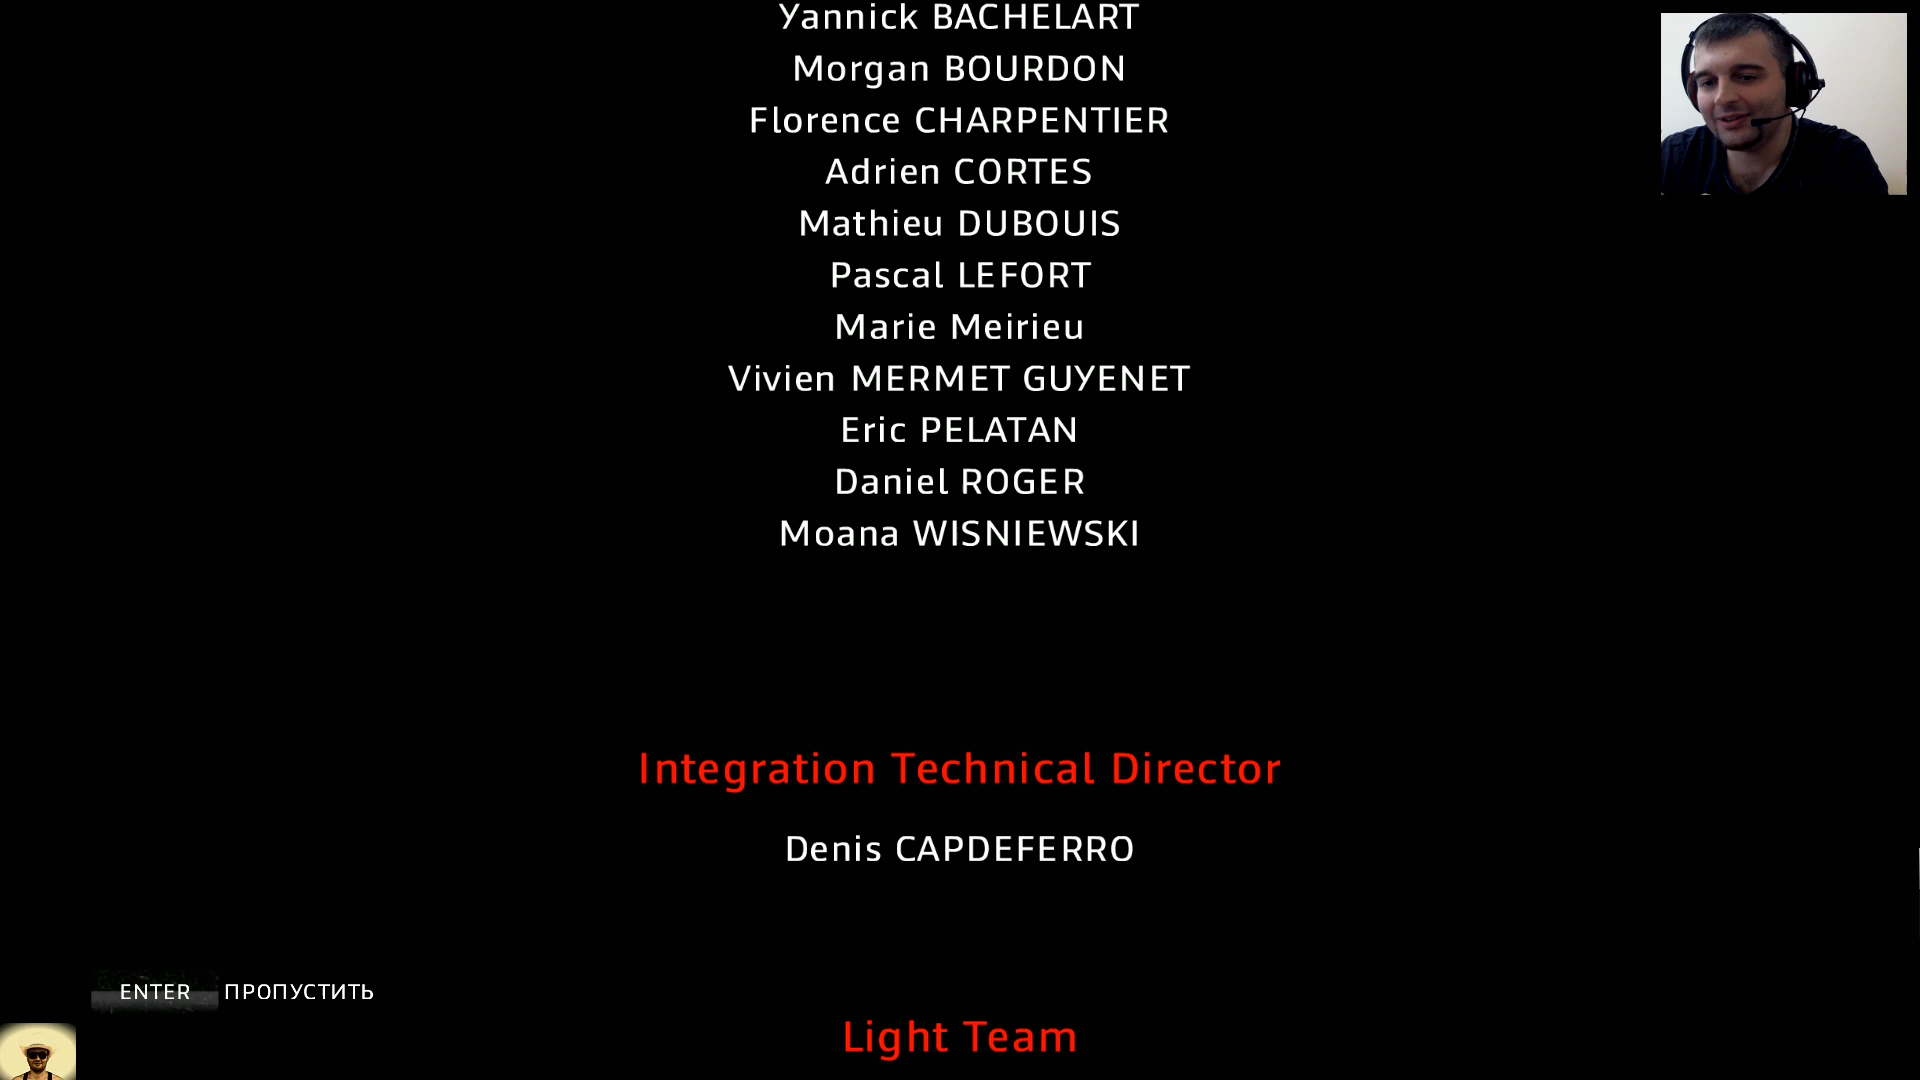 Yannick BACHELART
Morgan BOURDON
Florence CHARPENTIER
Adrien CORTES
Mathieu DUBOUIS
Pascal LEFORT
Marie Meirieu
Vivien MERMET GUYENET
Eric PELATAN
Daniel ROGER
Moana WISNIEWSKI
Integration Technical Director
Denis CAPDEFERRO
ENTER ПРОПУСТИТЬ
Light Team